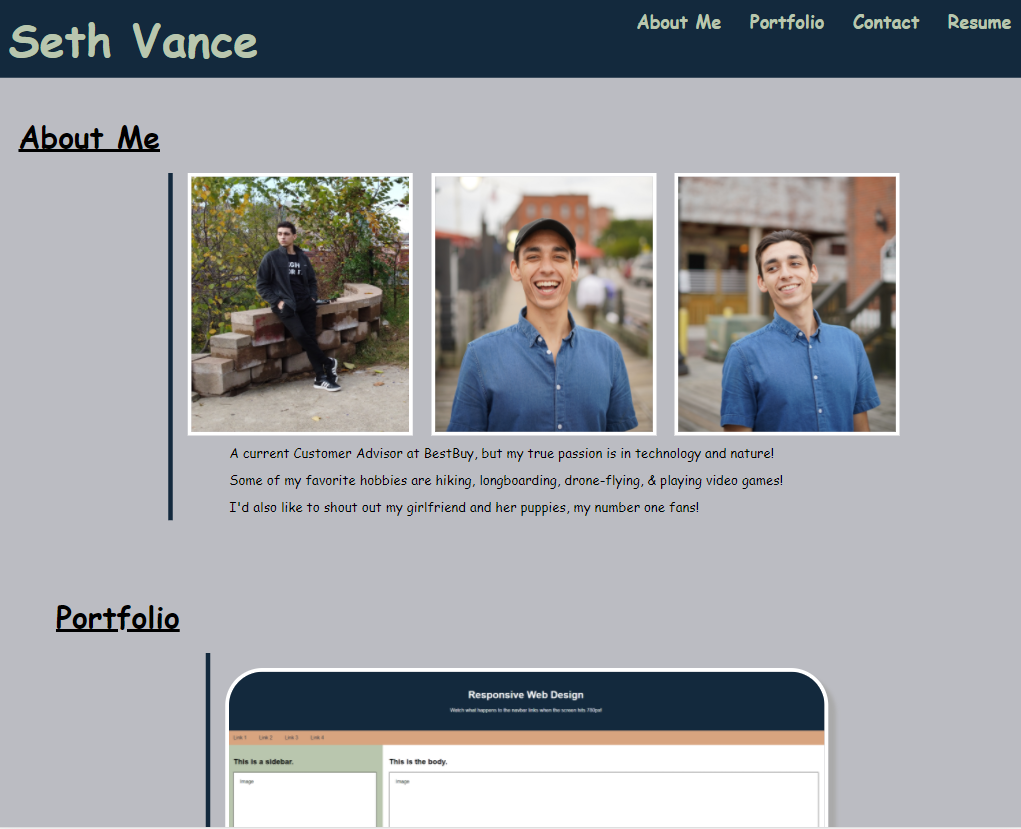 Seth Vance
About Me Portfolio Contact Resume
About Me
A current Customer Advisor at BestBuy, but my true passion is in technology and nature!
Some of my favorite hobbies are hiking, longboarding, drone-flying, & playing video games!
I'd also like to shout out my girlfriend and her puppies, my number one fans!
Portfolio
Responsive Web Design
Watch what happens to the navbar links when the screen hits 750px!
Link 1 Link 2 Link 3 Link 4
This is a sidebar. This is the body.
Image Image